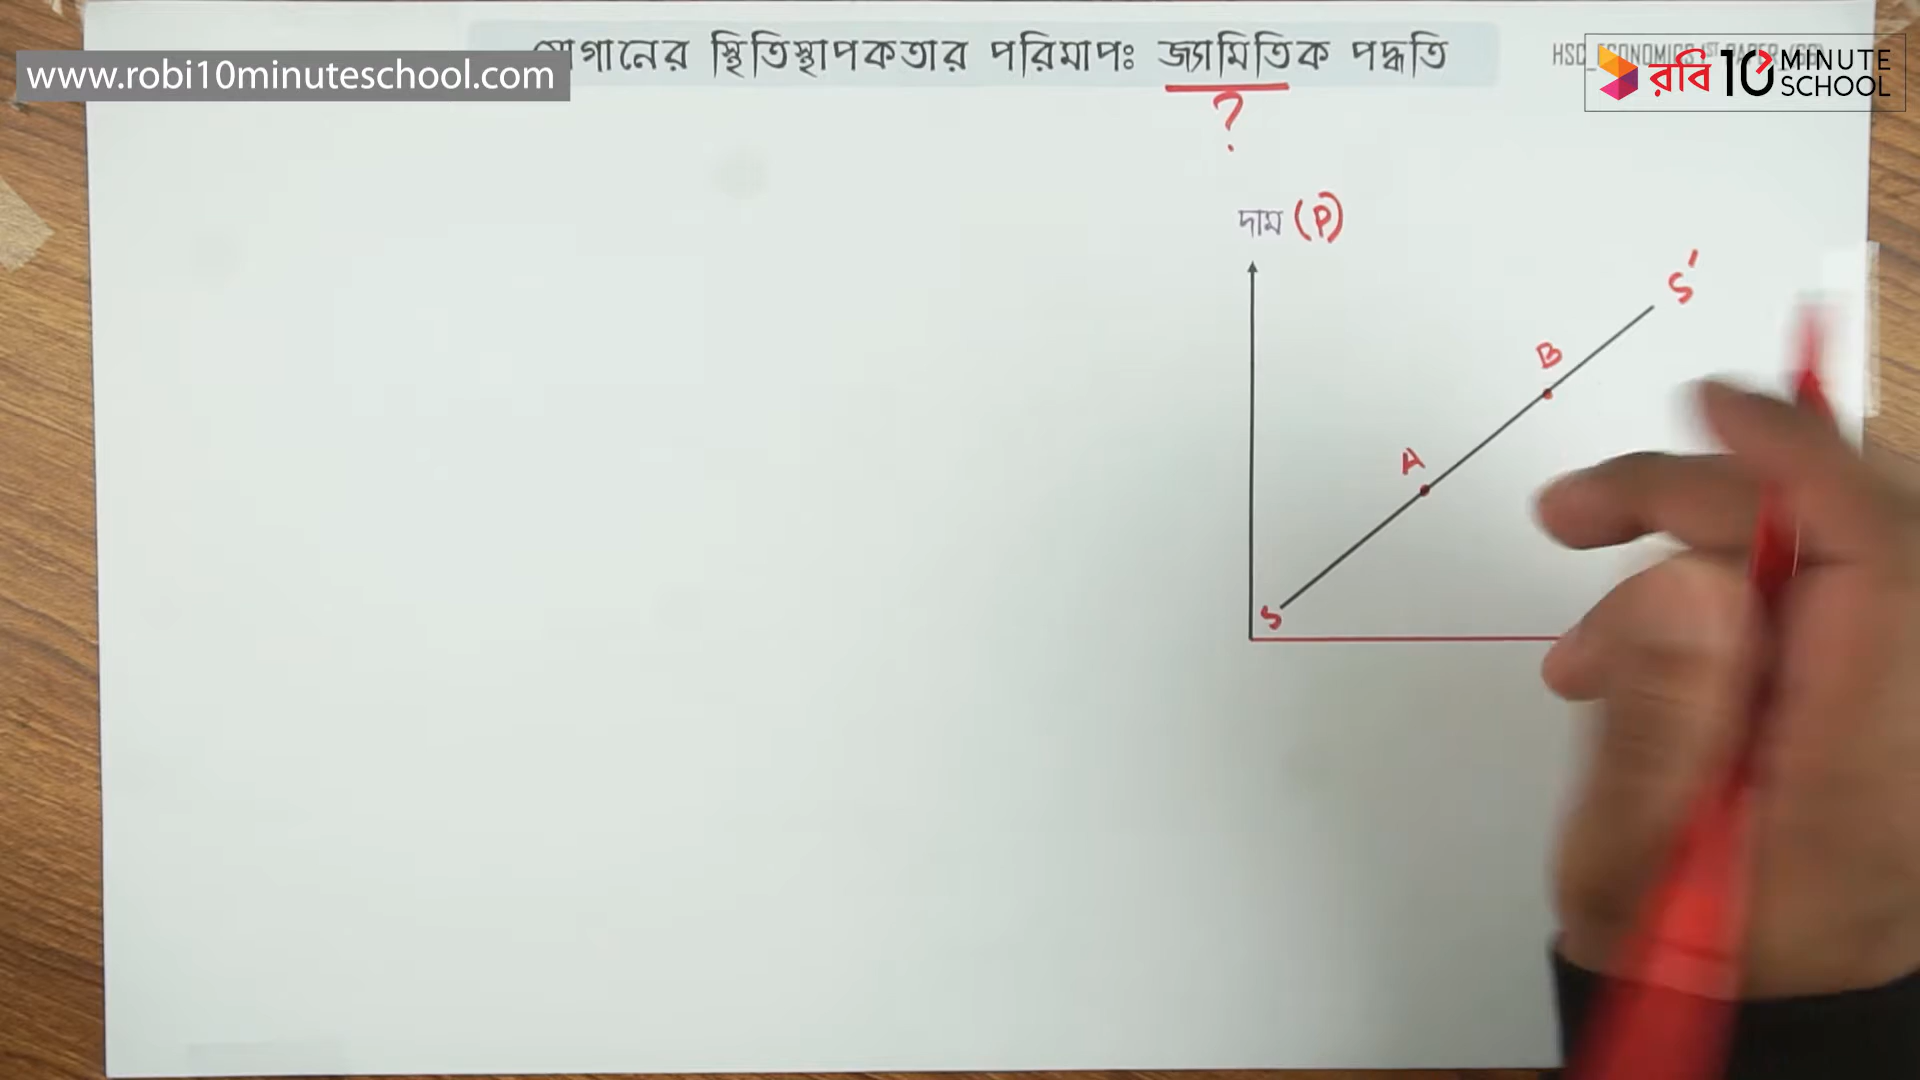 স্থিতিস্থাপকতার পরিমাপঃ জ্যামিতিক পদ্ধতি
www.robi10minuteschool.com
রবি 10 MINUTE SCHOOL
?
দাম (P)
S'
B
A
S